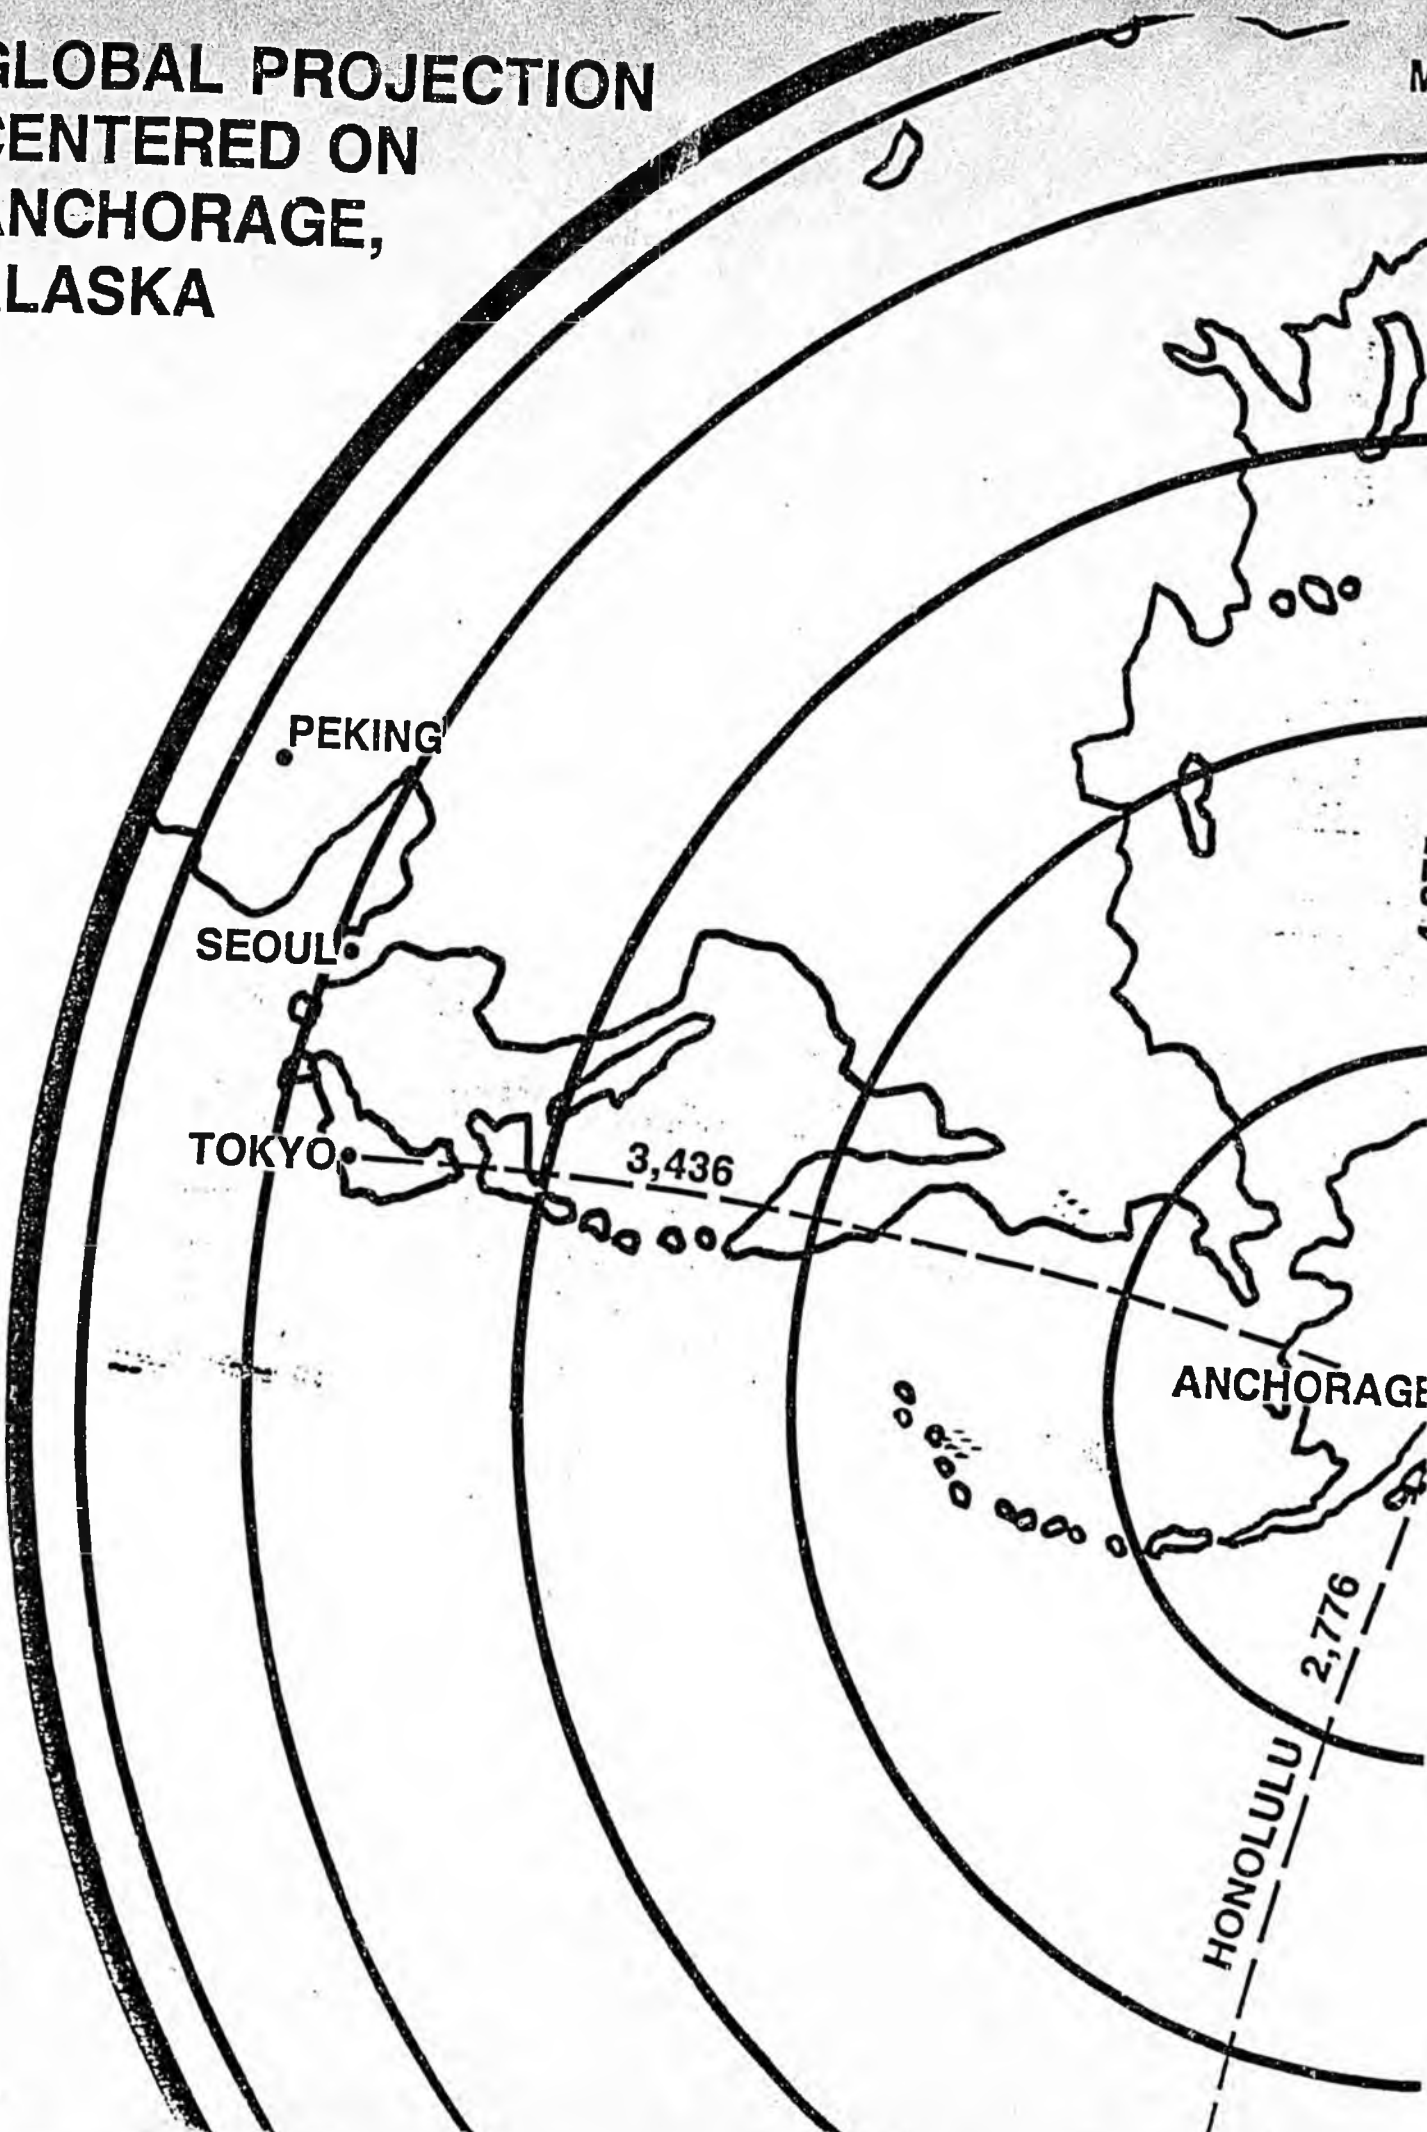 GLOBAL PROJECTION
CENTERED ON
ANCHORAGE,
ALASKA
M
PEKING
SEOUL
TOKYO
3,436
ANCHORAGE
2,776
HONOLULU